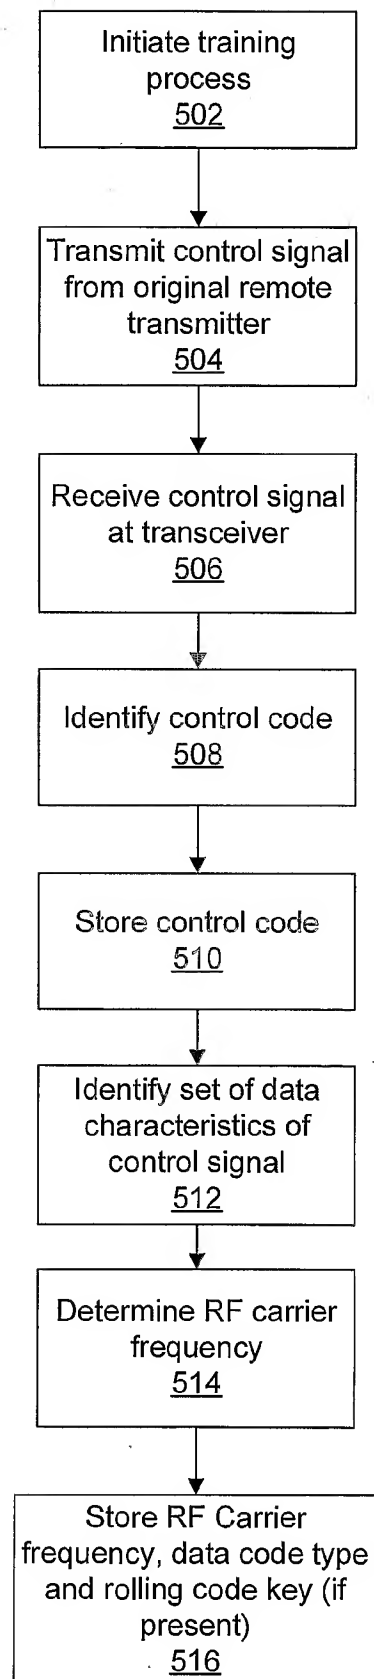 Initiate training
process
502
Transmit control signal
from original remote
transmitter
504
Receive control signal
at transceiver
506
Identify control code
508
Store control code
510
Identify set of data
characteristics of
control signal
512
Determine RF carrier
frequency
514
Store RF Carrier
frequency, data code type
and rolling code key (if
present)
516